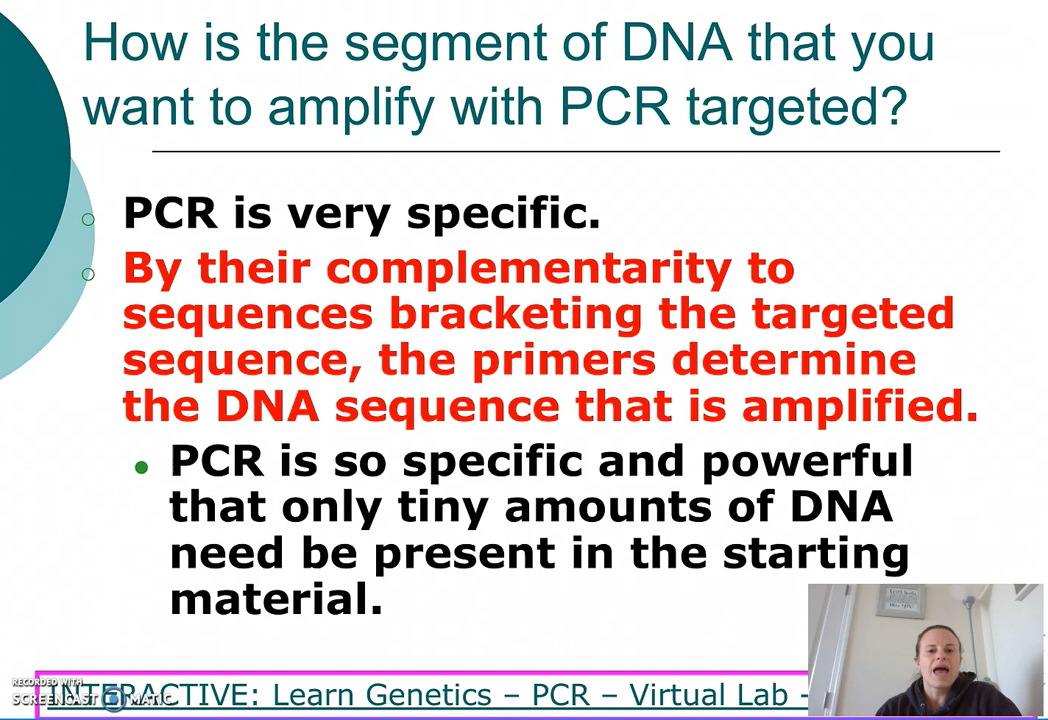 How is the segment of DNA that you
want to amplify with PCR targeted?
PCR is very specific.
By their complementarity to
sequences bracketing the targeted
sequence, the primers determine
the DNA sequence that is amplified.
PCR is so specific and powerful
that only tiny amounts of DNA
need be present in the starting
material.
RECORDED WITH
SCREENCAST MATIC
INTERACTIVE: Learn Genetics – PCR – Virtual Lab -